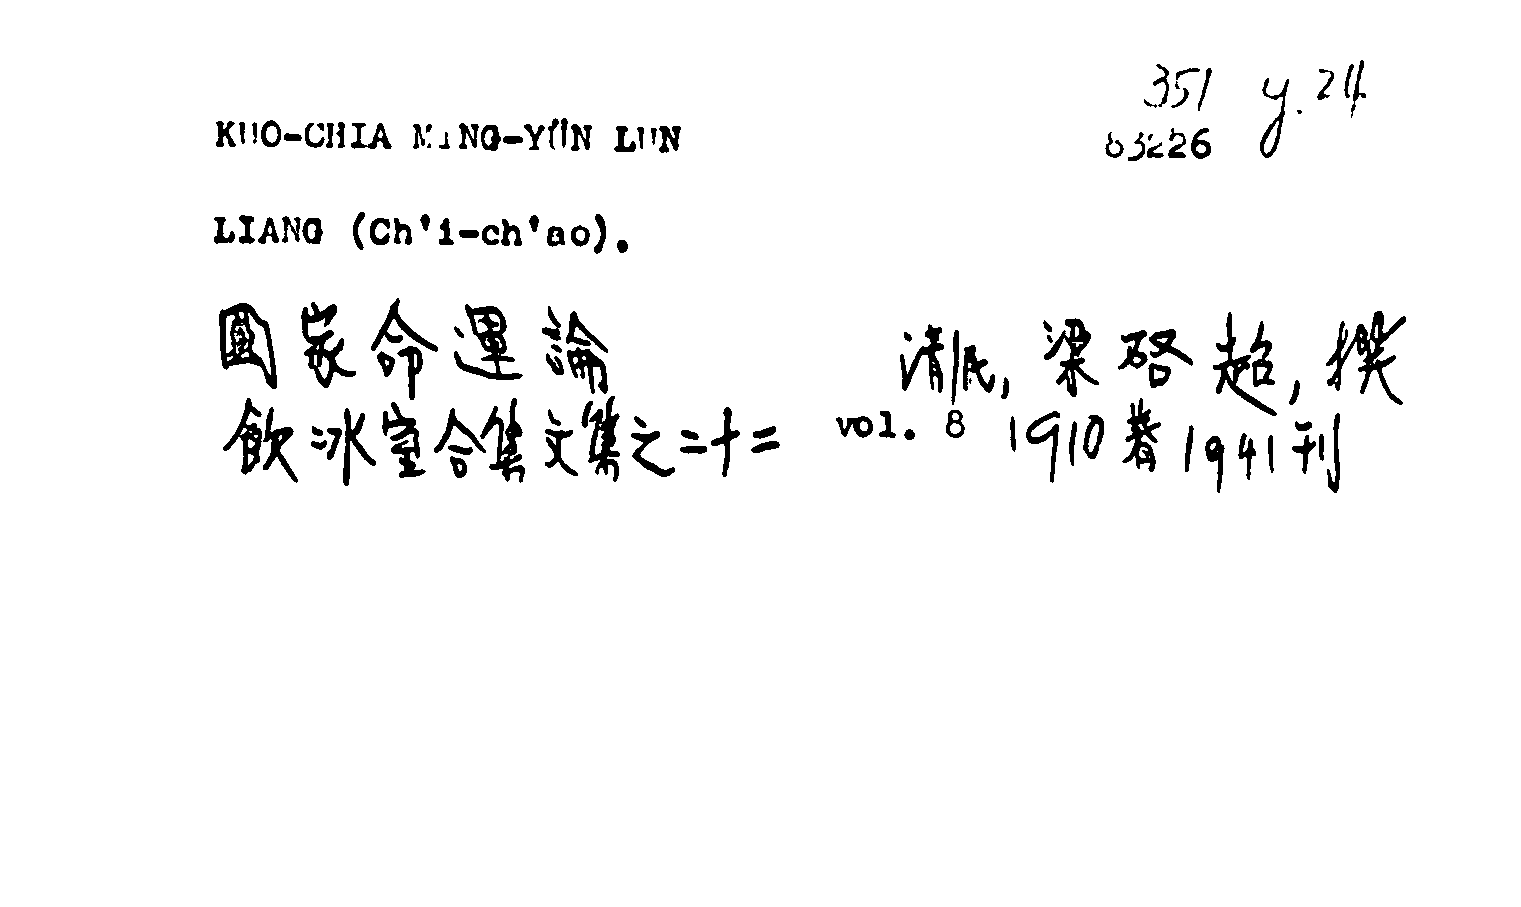 351 y.24
KUO-CHIA MING-YÜN LUN
63226
LIANG (Ch'i-ch'ao).
國家命運論 清/民, 梁啓超, 撰
飲冰室合集文集之二十二 vol. 8 1910著1941刊